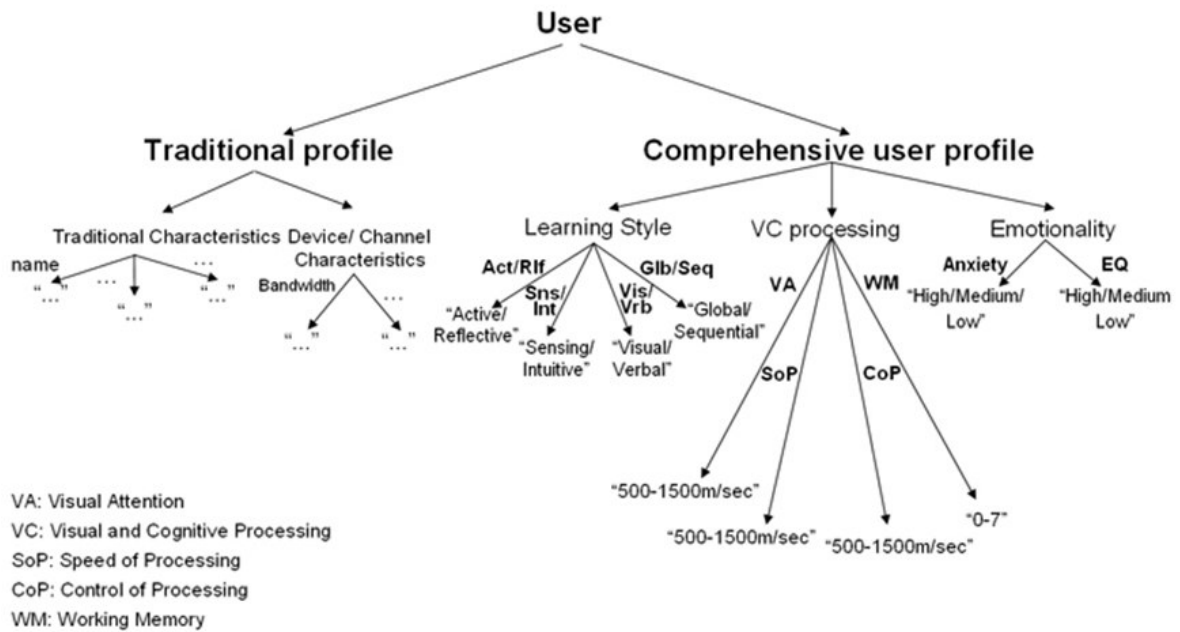 User
Traditional profile
Comprehensive user profile
Traditional Characteristics
Device/ Channel
Characteristics
name
“...”
...
“...”
...
“...”
Bandwidth
...
“...”
“...”
Learning Style
Act/Rlf
Sns/
Int
Vis/
Vrb
Glb/Seq
“Active/
Reflective”
“Sensing/
Intuitive”
“Visual/
Verbal”
“Global/
Sequential”
VC processing
VA
WM
SoP
CoP
“500-1500m/sec”
“500-1500m/sec”
“500-1500m/sec”
“0-7”
Emotionality
Anxiety
EQ
“High/Medium/
Low”
“High/Medium
Low”
VA: Visual Attention
VC: Visual and Cognitive Processing
SoP: Speed of Processing
CoP: Control of Processing
WM: Working Memory